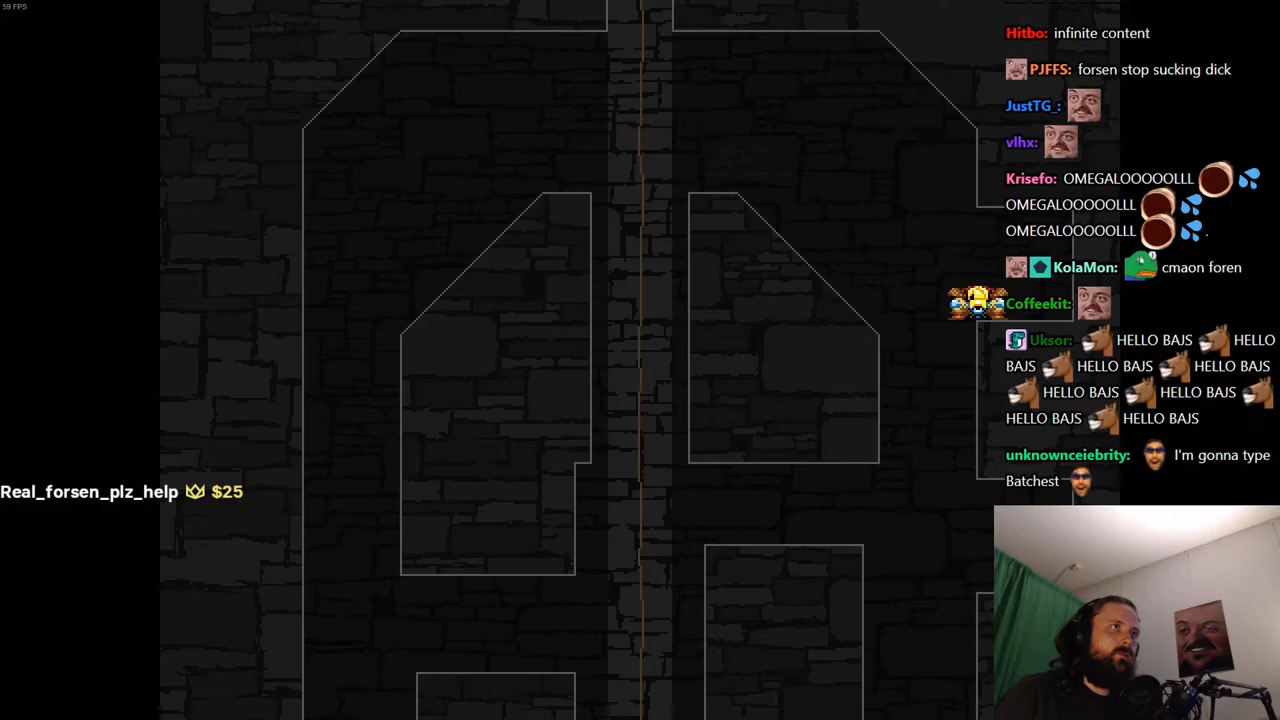 59 FPS
Hitbo: infinite content
PJFFS: forsen stop sucking dick
JustTG_:
vlhx:
Krisefo: OMEGALOOOOOLLL
OMEGALOOOOOLLL
OMEGALOOOOOLLL .
KolaMon: cmaon foren
Coffeekit:
Uksor: HELLO BAJS HELLO
BAJS HELLO BAJS HELLO BAJS
HELLO BAJS HELLO BAJS
HELLO BAJS HELLO BAJS
unknownceiebrity: I'm gonna type
Batchest
Real_forsen_plz_help $25